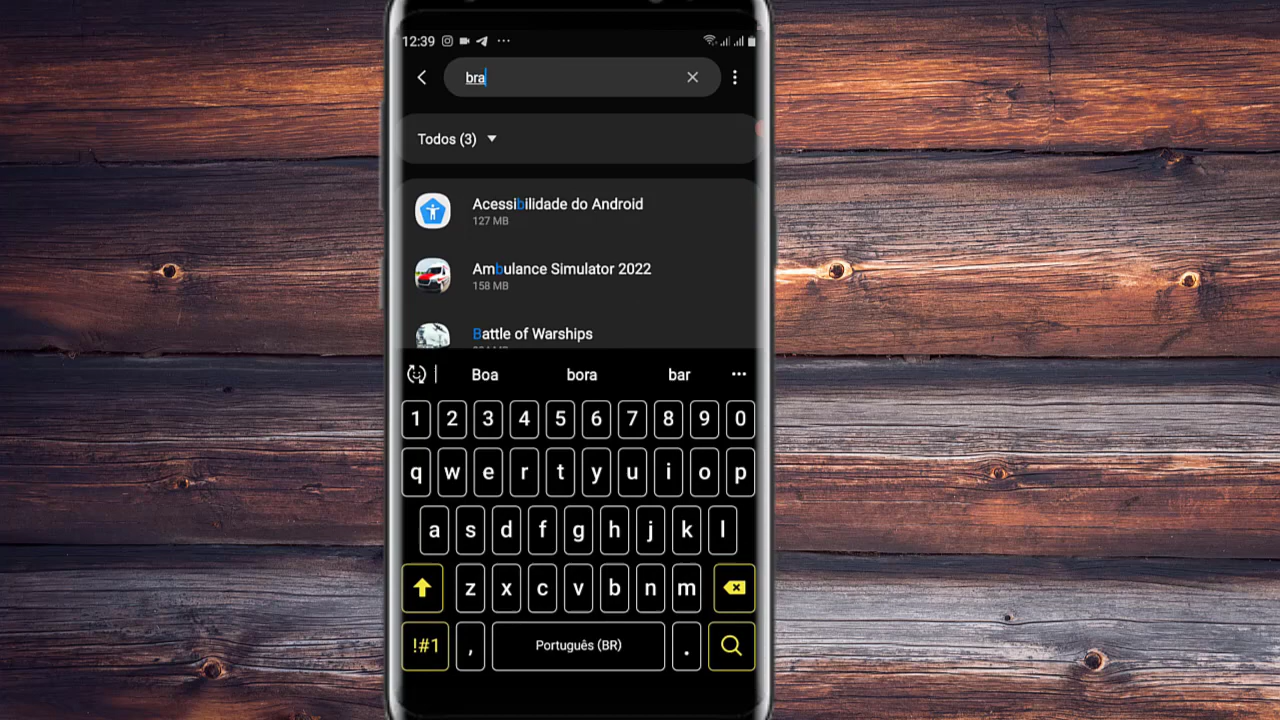 12:39
bra
Todos (3)
Acessibilidade do Android
127 MB
Ambulance Simulator 2022
158 MB
Battle of Warships
Boa bora bar
1 2 3 4 5 6 7 8 9 0
q w e r t y u i o p
a s d f g h j k l
z x c v b n m
!#1 , Português (BR) .